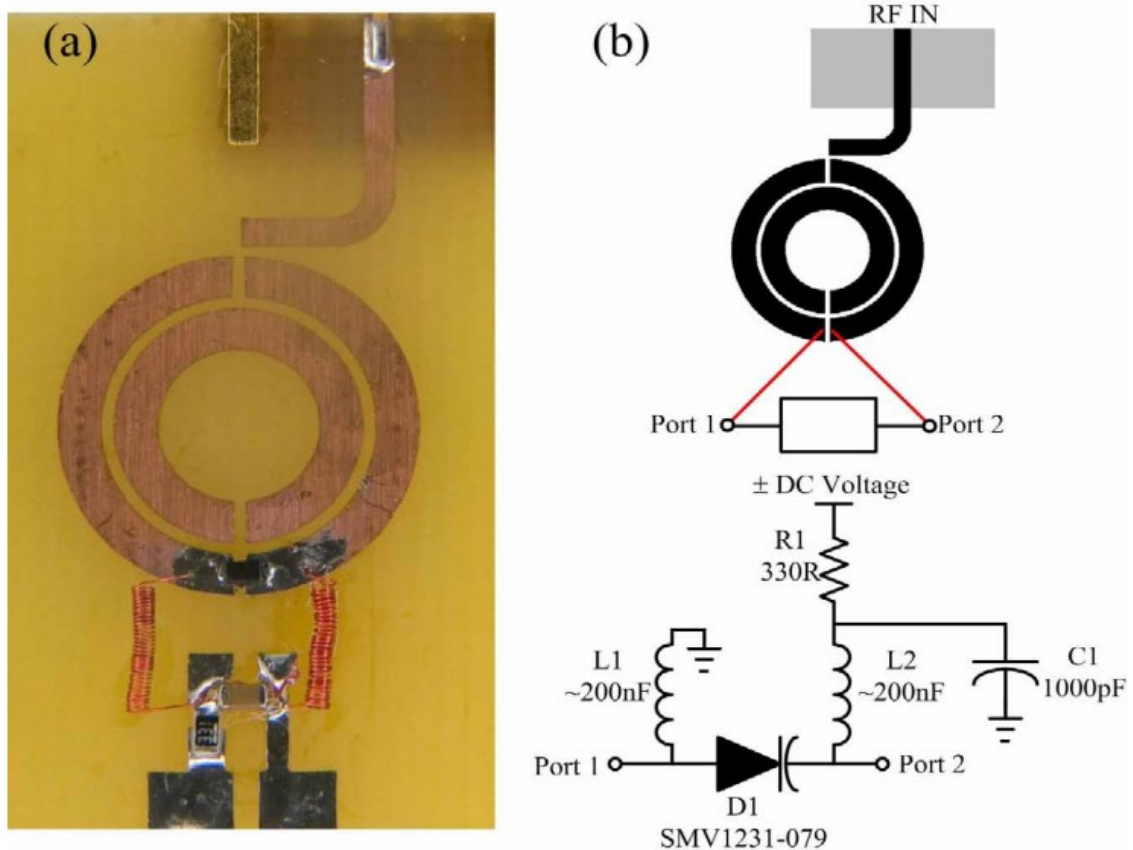 (a)
(b)
RF IN
Port 1
Port 2
± DC Voltage
R1
330R
L1
~200nF
L2
~200nF
C1
1000pF
Port 1
Port 2
D1
SMV1231-079